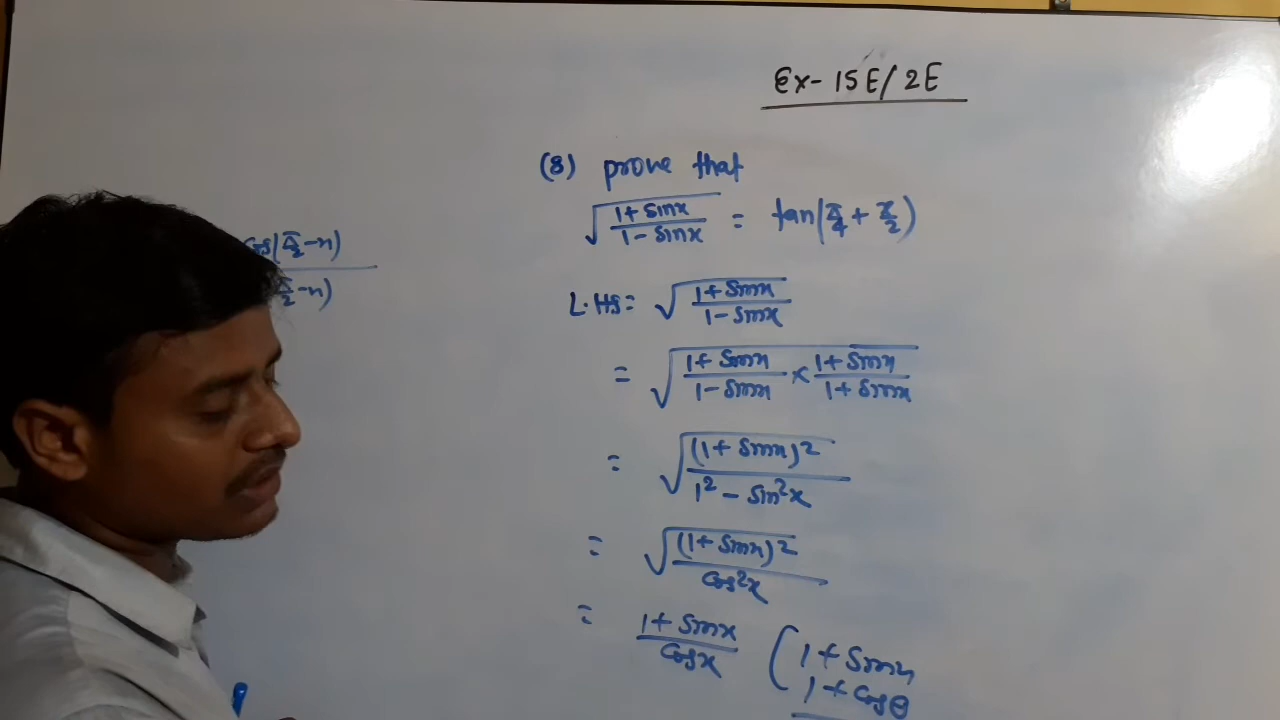 Ex- 15E/2E
(8) prove that
√((1+ sinx)/(1- sinx)) = tan(π/4 + x/2)
L.HS= √((1+ sinx)/(1- sinx))
= √((1+ sinx)/(1- sinx) × (1+ sinx)/(1+ sinx))
= √((1+ sinx)²/(1² - sin²x))
= √((1+ sinx)²/cos²x)
= (1+ sinx)/cosx (1+ sinx
1+ cosθ
cos(π/2 -x)
π/2 -x)